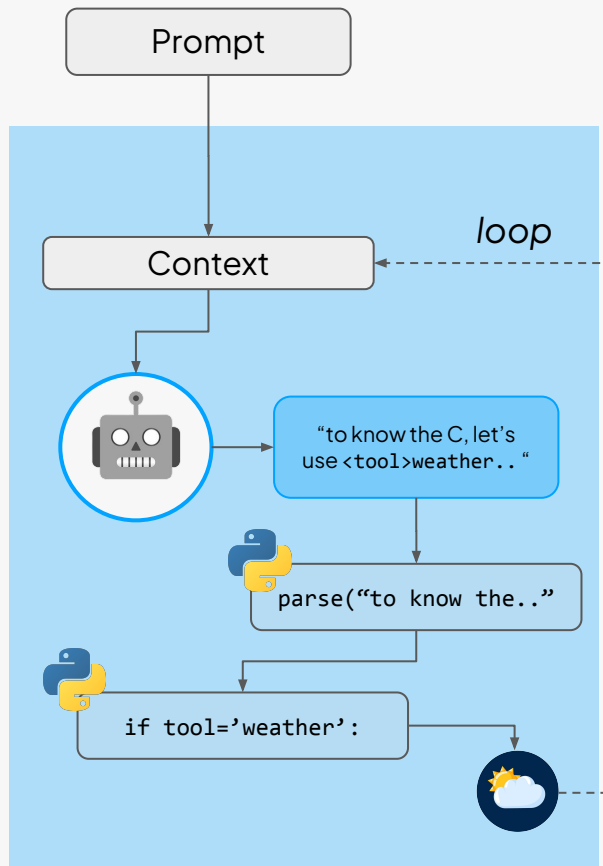 Prompt
loop
Context
“to know the C, let’s
use <tool>weather.. “
parse(“to know the..”
if tool=’weather’: